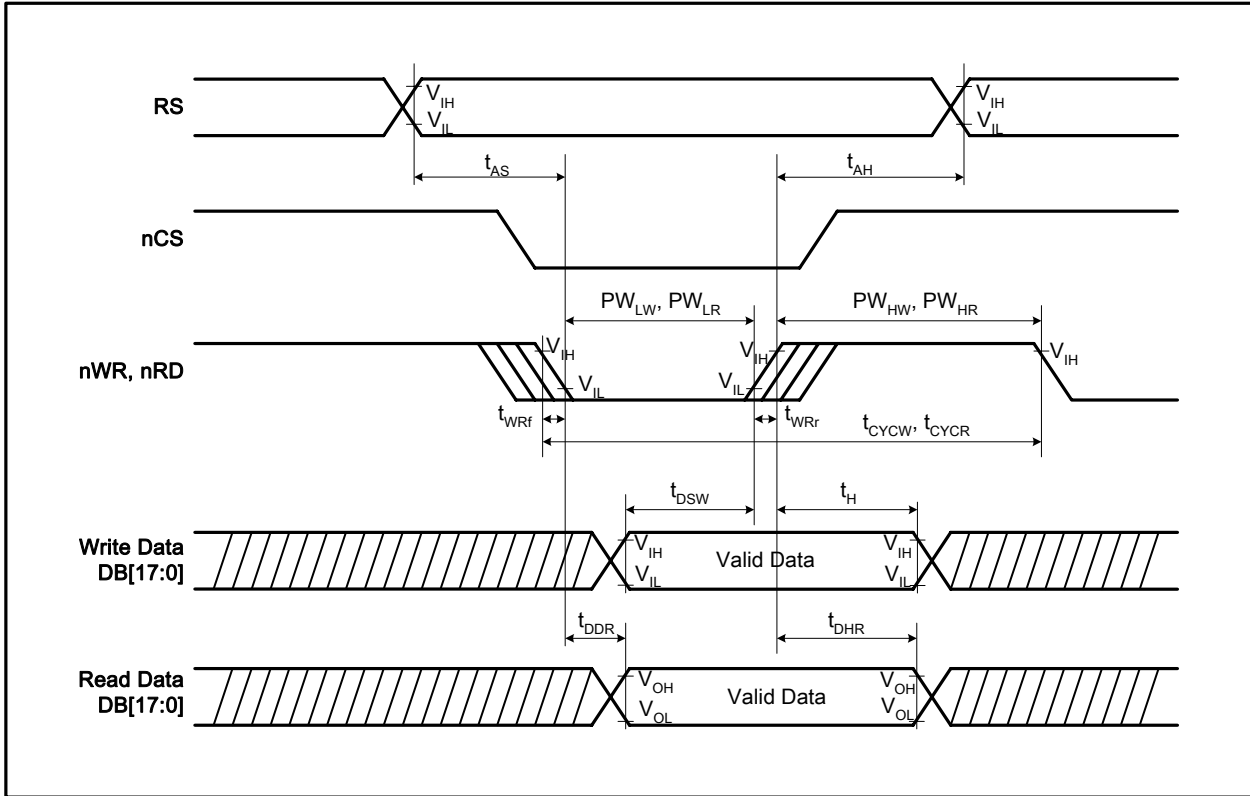 RS
V_IH
V_IL
V_IH
V_IL
t_AS
t_AH
nCS
PW_LW, PW_LR
PW_HW, PW_HR
nWR, nRD
V_IH
V_IL
V_IH
V_IL
V_IH
t_WRf
t_WRr
t_CYCW, t_CYCR
t_DSW
t_H
Write Data
DB[17:0]
V_IH
V_IL
Valid Data
V_IH
V_IL
t_DDR
t_DHR
Read Data
DB[17:0]
V_OH
V_OL
Valid Data
V_OH
V_OL